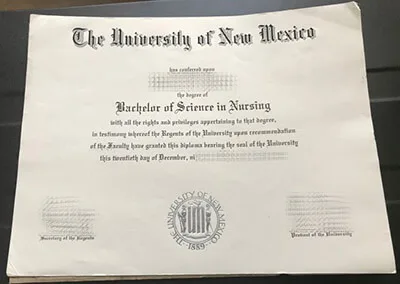 The University of New Mexico
has conferred upon
the degree of
Bachelor of Science in Nursing
with all the rights and privileges appertaining to that degree,
in testimony whereof the Regents of the University upon recommendation
of the Faculty have granted this diploma bearing the seal of the University
this twentieth day of December,
THE UNIVERSITY OF NEW MEXICO
1889
Secretary of the Regents
President of the University